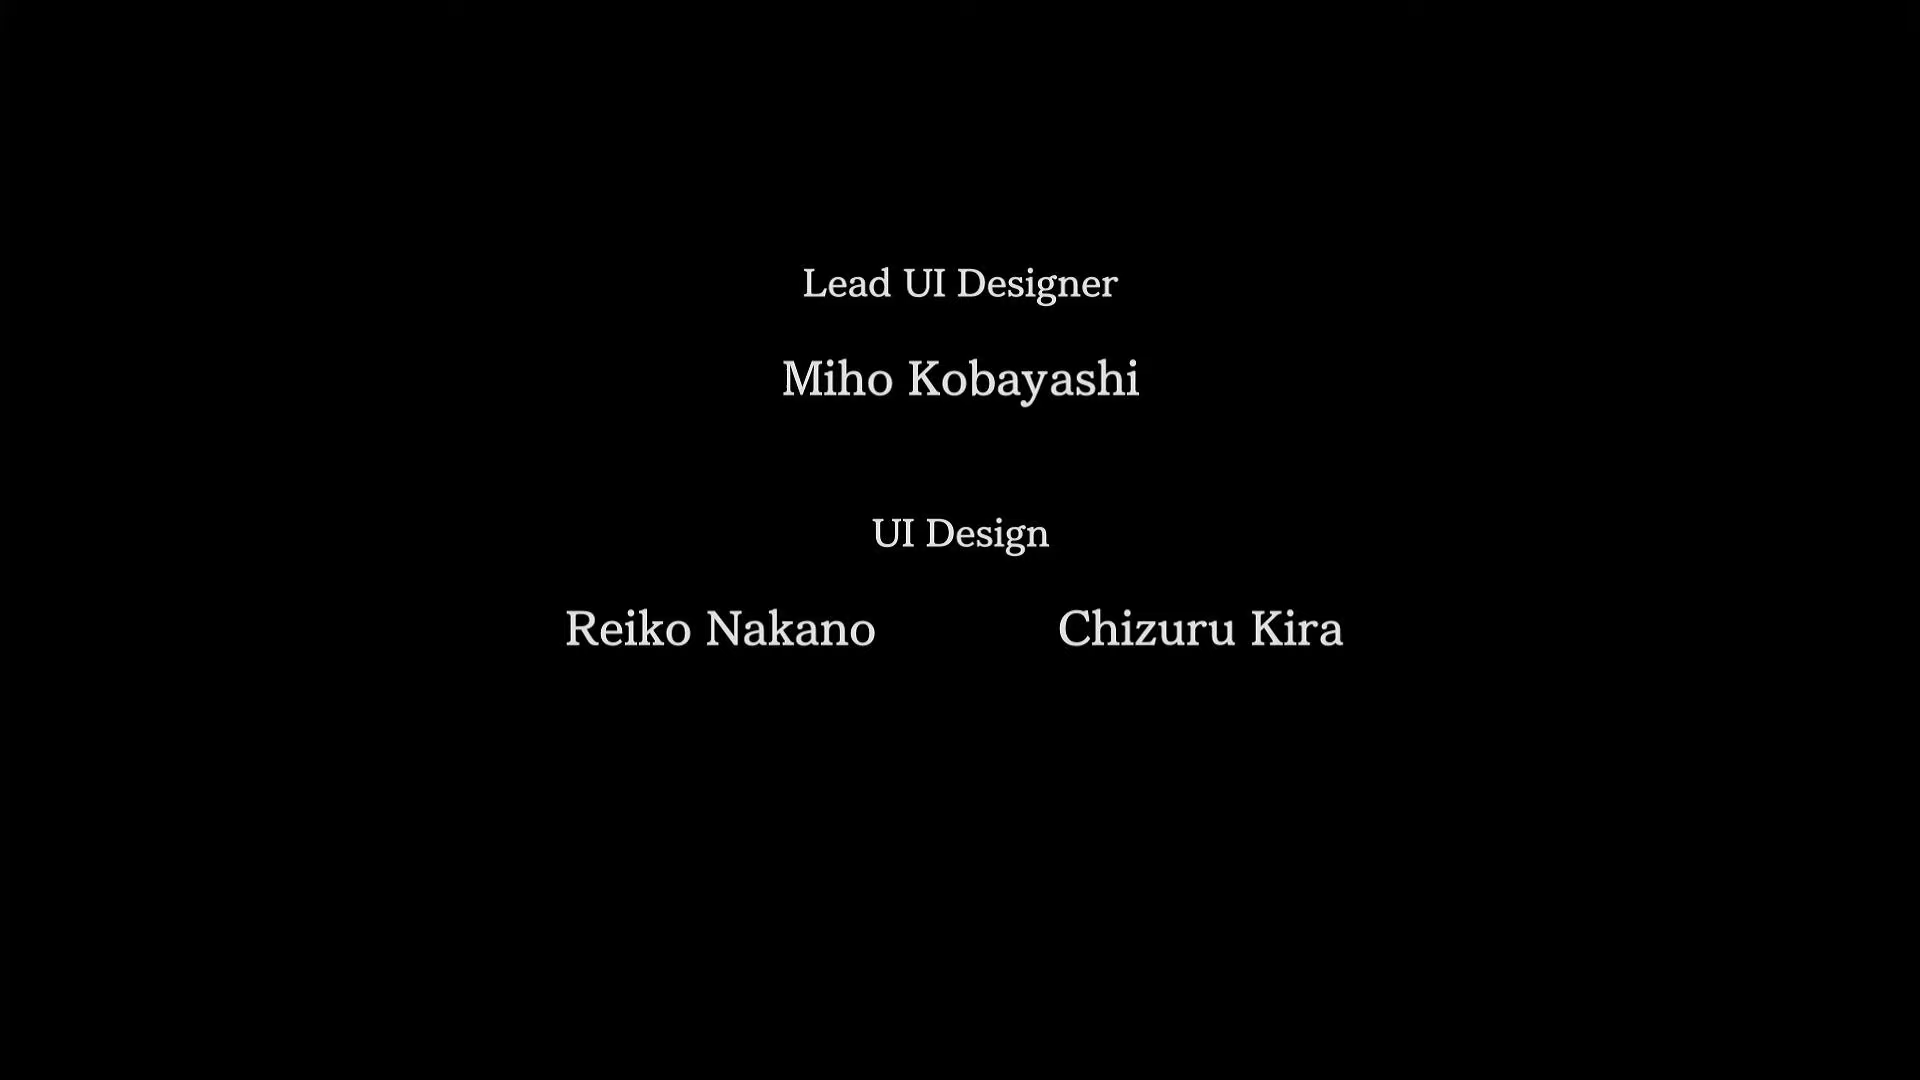 Lead UI Designer
Miho Kobayashi
UI Design
Reiko Nakano Chizuru Kira